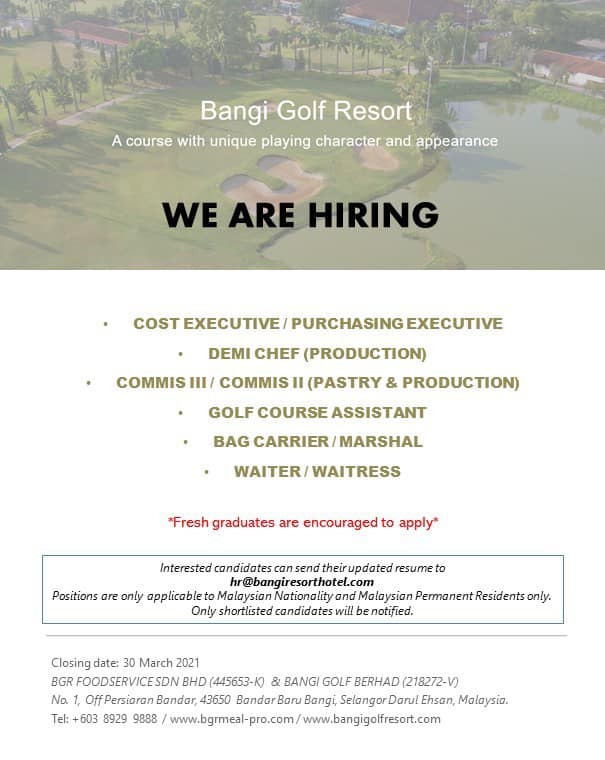 Bangi Golf Resort
A course with unique playing character and appearance
WE ARE HIRING
• COST EXECUTIVE / PURCHASING EXECUTIVE
• DEMI CHEF (PRODUCTION)
• COMMIS III / COMMIS II (PASTRY & PRODUCTION)
• GOLF COURSE ASSISTANT
• BAG CARRIER / MARSHAL
• WAITER / WAITRESS
*Fresh graduates are encouraged to apply*
Interested candidates can send their updated resume to
hr@bangiresorthotel.com
Positions are only applicable to Malaysian Nationality and Malaysian Permanent Residents only.
Only shortlisted candidates will be notified.
Closing date: 30 March 2021
BGR FOODSERVICE SDN BHD (445653-K) & BANGI GOLF BERHAD (218272-V)
No. 1, Off Persiaran Bandar, 43650 Bandar Baru Bangi, Selangor Darul Ehsan, Malaysia.
Tel: +603 8929 9888 / www.bgrmeal-pro.com / www.bangigolfresort.com